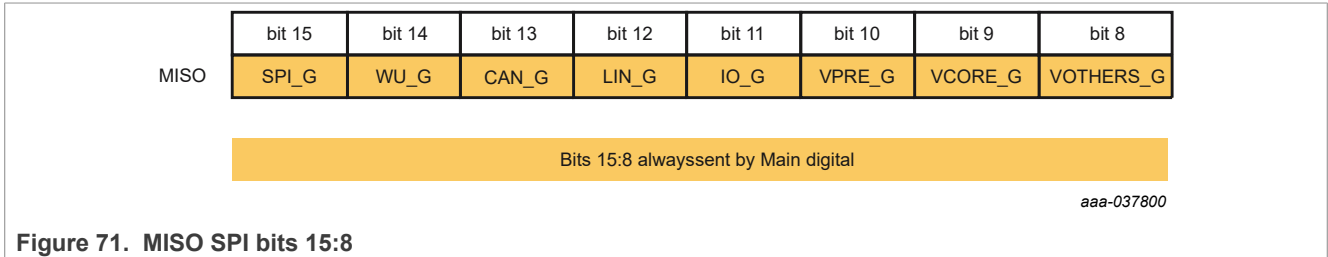 bit 15 bit 14 bit 13 bit 12 bit 11 bit 10 bit 9 bit 8
MISO SPI_G WU_G CAN_G LIN_G IO_G VPRE_G VCORE_G VOTHERS_G
Bits 15:8 alwayssent by Main digital
aaa-037800
Figure 71. MISO SPI bits 15:8